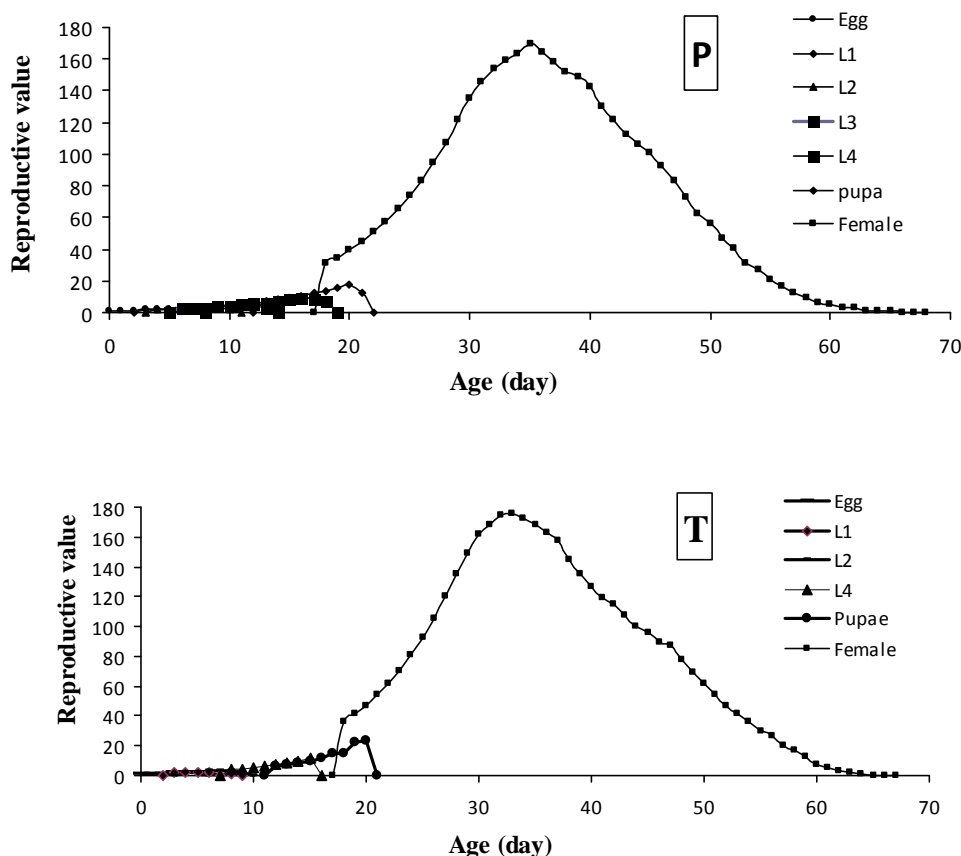 P
Reproductive value
180
160
140
120
100
80
60
40
20
0
0 10 20 30 40 50 60 70
Age (day)
Egg
L1
L2
L3
L4
pupa
Female
T
Reproductive value
180
160
140
120
100
80
60
40
20
0
0 10 20 30 40 50 60 70
Age (day)
Egg
L1
L2
L4
Pupae
Female